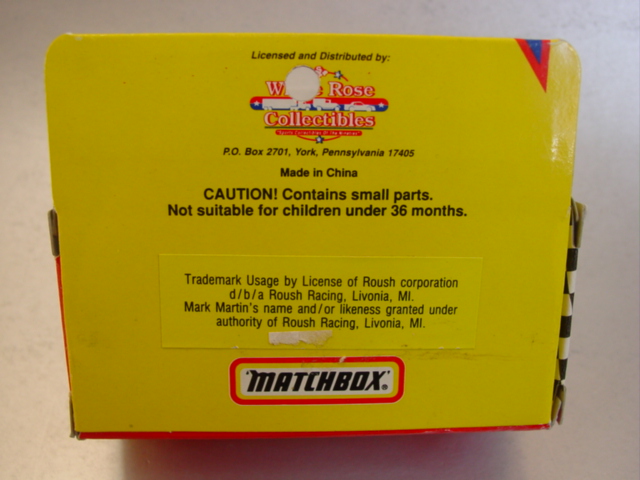 Licensed and Distributed by:
Rose
Collectibles
P.O. Box 2701, York, Pennsylvania 17405
Made in China
CAUTION! Contains small parts.
Not suitable for children under 36 months.
Trademark Usage by License of Roush corporation
d/b/a Roush Racing, Livonia, MI.
Mark Martin's name and/or likeness granted under
authority of Roush Racing, Livonia, MI.
"MATCHBOX"®